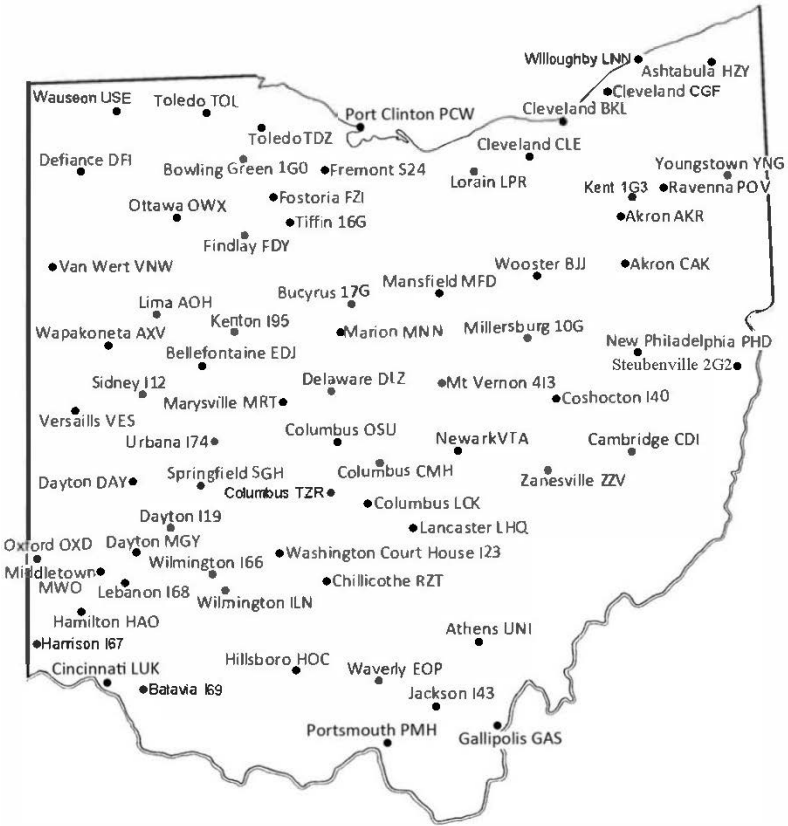 Willoughby LNN
Ashtabula HZY
Cleveland CGF
Wauseon USE
Toledo TOL
Port Clinton PCW
Cleveland BKL
Toledo TDZ
Cleveland CLE
Defiance DFI
Bowling Green 1G0
Fremont S24
Lorain LPR
Youngstown YNG
Kent 1G3
Ravenna POV
Fostoria FZI
Ottawa OWX
Tiffin 16G
Akron AKR
Findlay FDY
Van Wert VNW
Wooster BJJ
Akron CAK
Mansfield MFD
Bucyrus 17G
Lima AOH
Kenton I95
Wapakoneta AXV
Marion MNN
Millersburg 10G
New Philadelphia PHD
Bellefontaine EDJ
Steubenville 2G2
Sidney I12
Delaware DLZ
Mt Vernon 4I3
Marysville MRT
Coshocton I40
Versaills VES
Columbus OSU
Urbana I74
NewarkVTA
Cambridge CDI
Dayton DAY
Springfield SGH
Columbus CMH
Zanesville ZZV
Columbus TZR
Columbus LCK
Dayton I19
Lancaster LHQ
Oxford OXD
Dayton MGY
Washington Court House I23
Wilmington I66
Middletown
MWO
Lebanon I68
Chillicothe RZT
Wilmington ILN
Hamilton HAO
Athens UNI
Harrison I67
Hillsboro HOC
Cincinnati LUK
Waverly EOP
Batavia I69
Jackson I43
Portsmouth PMH
Gallipolis GAS